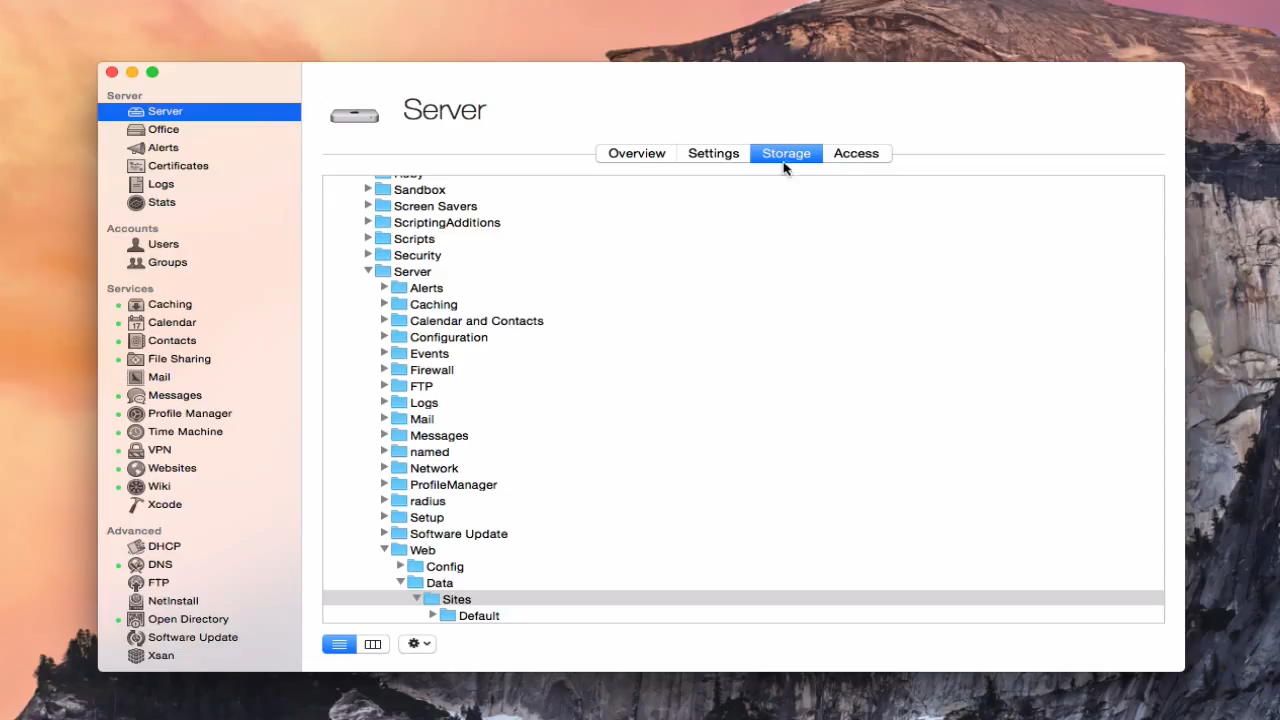 Server
Server
Office
Alerts
Certificates
Logs
Stats
Accounts
Users
Groups
Services
Caching
Calendar
Contacts
File Sharing
Mail
Messages
Profile Manager
Time Machine
VPN
Websites
Wiki
Xcode
Advanced
DHCP
DNS
FTP
NetInstall
Open Directory
Software Update
Xsan
Server
Overview Settings Storage Access
Sandbox
Screen Savers
ScriptingAdditions
Scripts
Security
Server
Alerts
Caching
Calendar and Contacts
Configuration
Events
Firewall
FTP
Logs
Mail
Messages
named
Network
ProfileManager
radius
Setup
Software Update
Web
Config
Data
Sites
Default